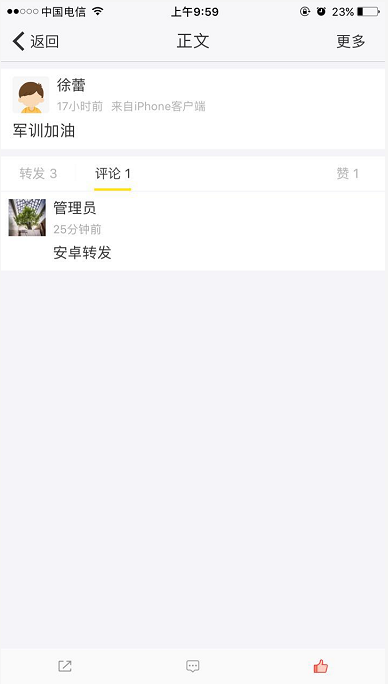 中国电信 上午9:59 23%
返回 正文 更多
徐蕾
17小时前 来自iPhone客户端
军训加油
转发 3 评论 1 赞 1
管理员
25分钟前
安卓转发